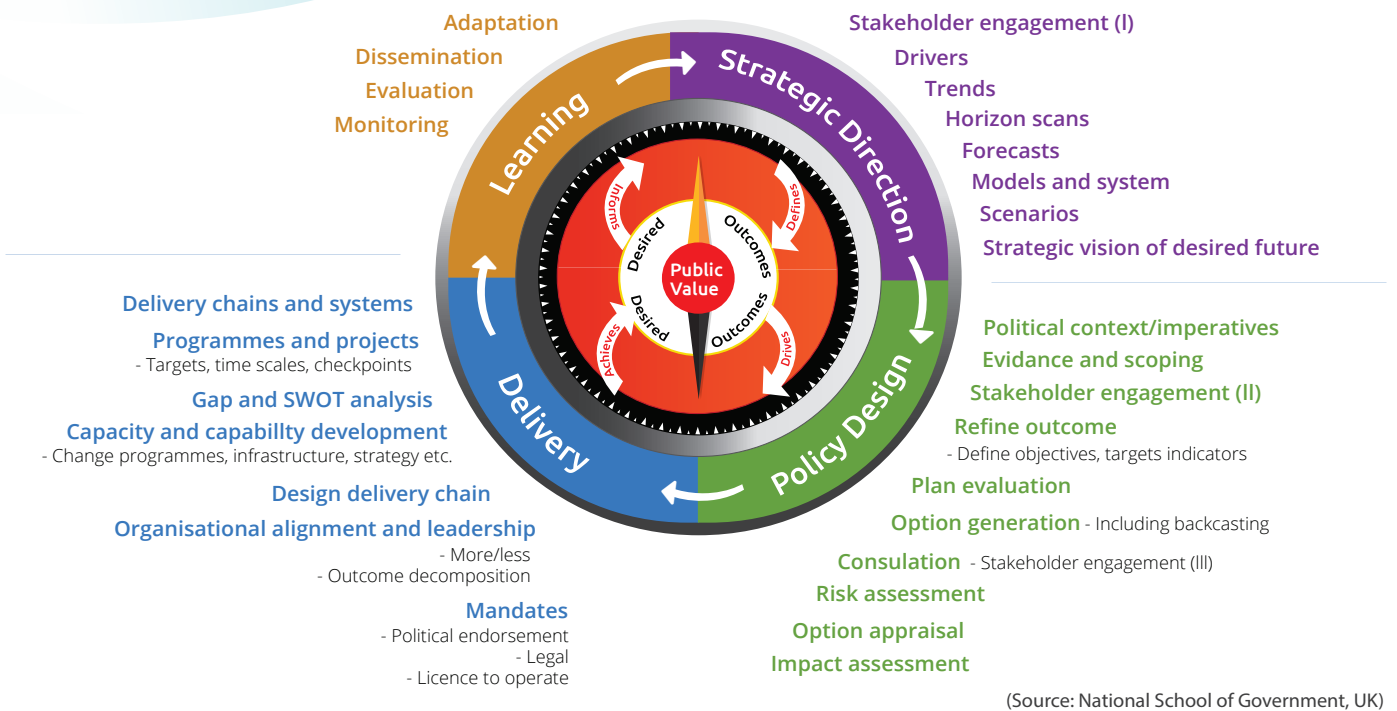 Adaptation
Dissemination
Evaluation
Monitoring
Stakeholder engagement (l)
Drivers
Trends
Horizon scans
Forecasts
Models and system
Scenarios
Strategic vision of desired future
Learning
Strategic Direction
Informs
Defines
Desired
Outcomes
Public
Value
Desired
Outcomes
Achieves
Drives
Delivery
Policy Design
Delivery chains and systems
Programmes and projects
- Targets, time scales, checkpoints
Gap and SWOT analysis
Capacity and capabillty development
- Change programmes, infrastructure, strategy etc.
Design delivery chain
Organisational alignment and leadership
- More/less
- Outcome decomposition
Mandates
- Political endorsement
- Legal
- Licence to operate
Political context/imperatives
Evidance and scoping
Stakeholder engagement (ll)
Refine outcome
- Define objectives, targets indicators
Plan evaluation
Option generation - Including backcasting
Consulation - Stakeholder engagement (lll)
Risk assessment
Option appraisal
Impact assessment
(Source: National School of Government, UK)